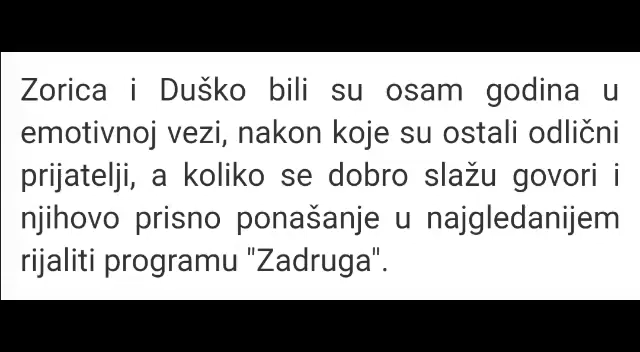 Zorica i Duško bili su osam godina u
emotivnoj vezi, nakon koje su ostali odlični
prijatelji, a koliko se dobro slažu govori i
njihovo prisno ponašanje u najgledanijem
rijaliti programu "Zadruga".